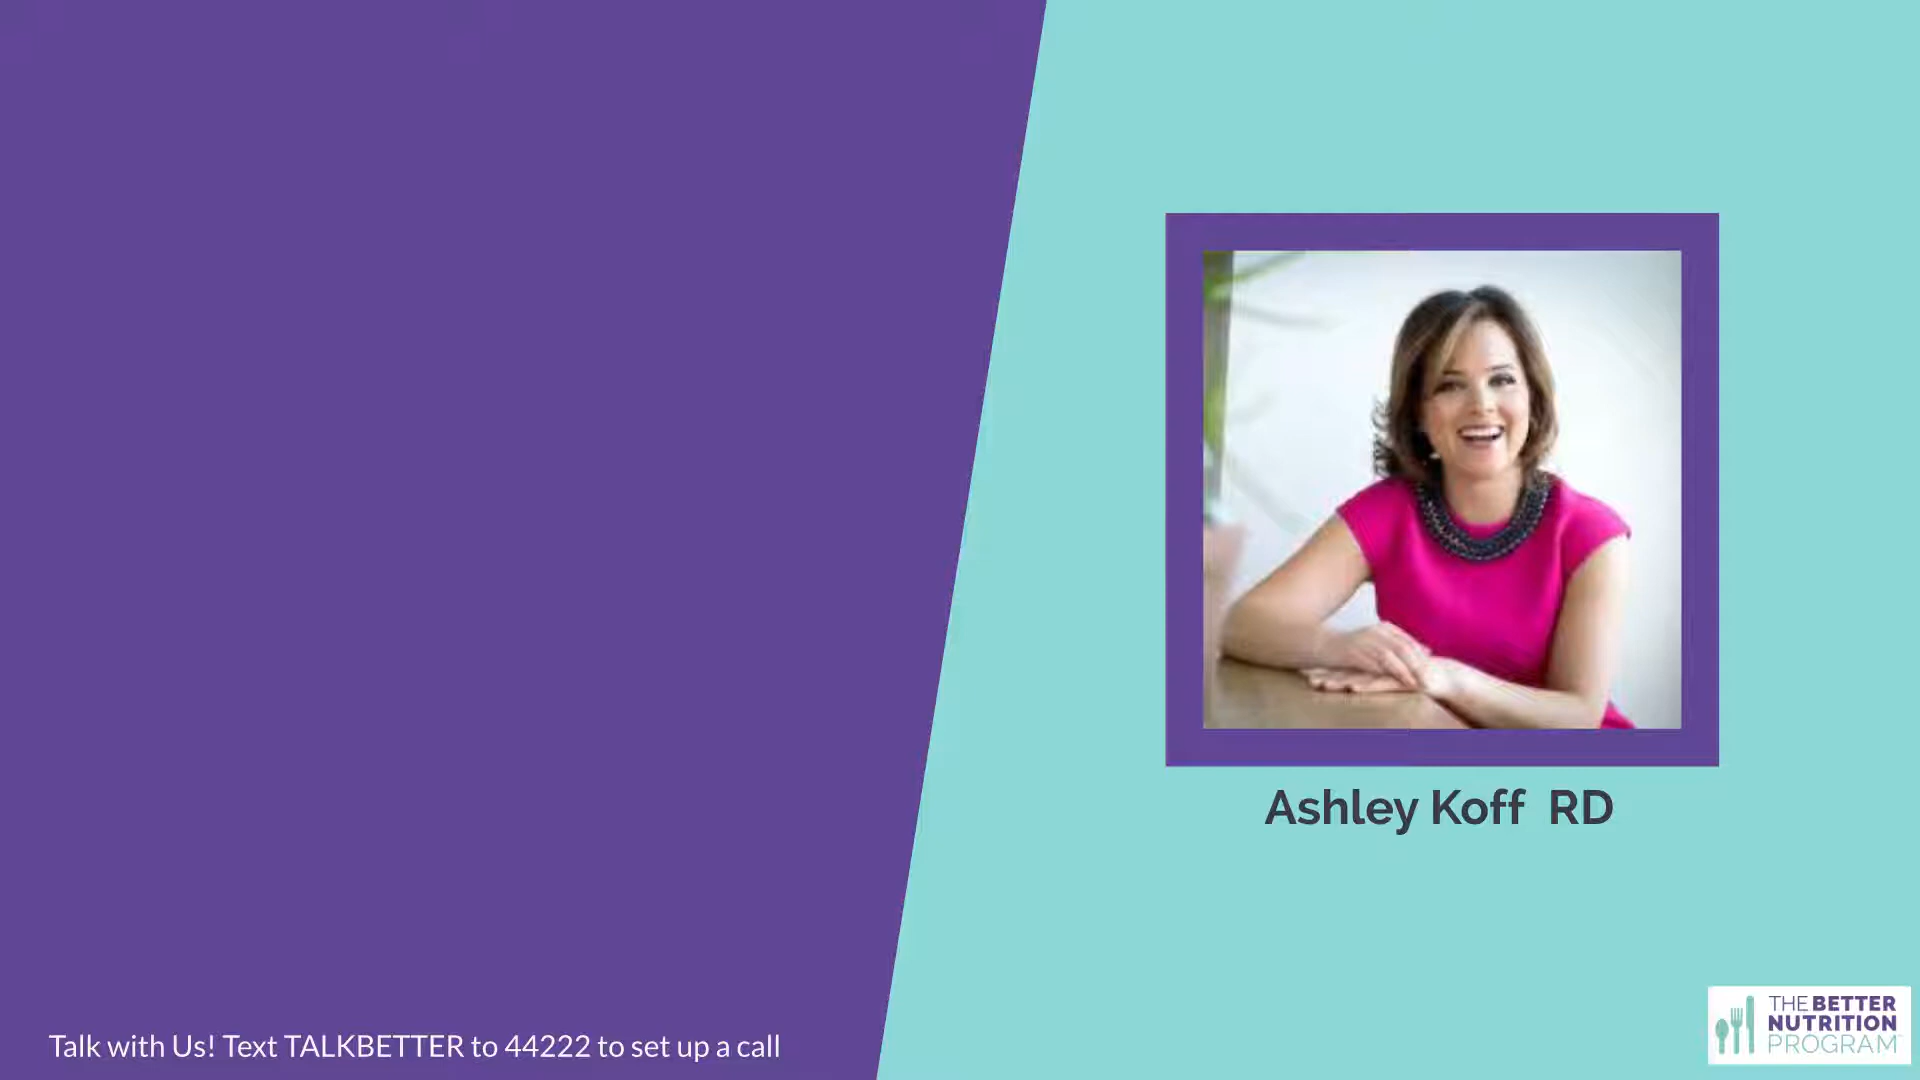 Ashley Koff RD
Talk with Us! Text TALKBETTER to 44222 to set up a call
THE BETTER
NUTRITION
PROGRAM